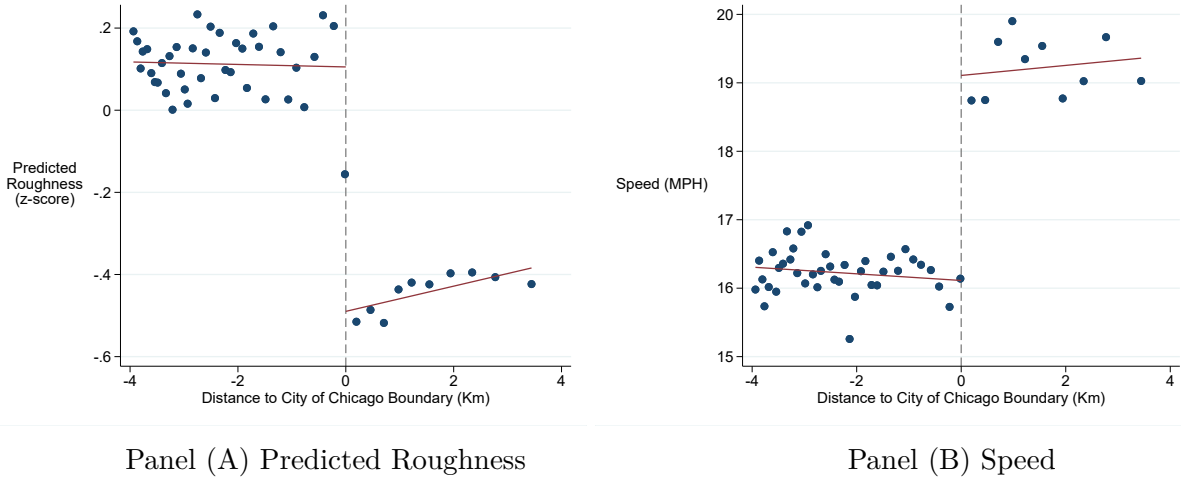 .2
0
-.2
-.4
-.6
Predicted
Roughness
(z-score)
-4 -2 0 2 4
Distance to City of Chicago Boundary (Km)
Panel (A) Predicted Roughness
20
19
18
17
16
15
Speed (MPH)
-4 -2 0 2 4
Distance to City of Chicago Boundary (Km)
Panel (B) Speed